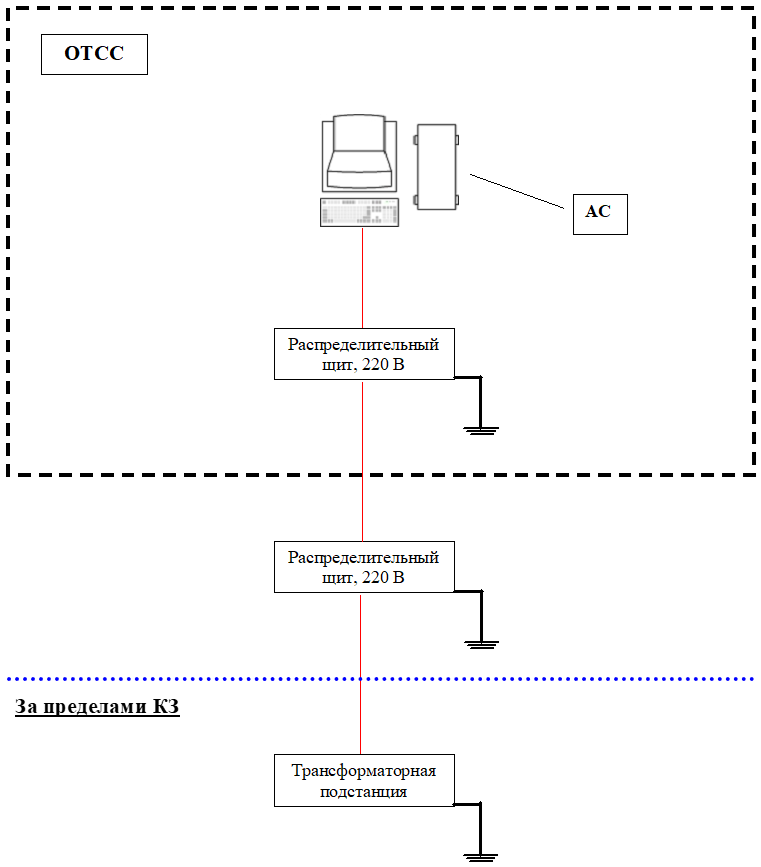 ОТСС
АС
Распределительный
щит, 220 В
Распределительный
щит, 220 В
За пределами КЗ
Трансформаторная
подстанция